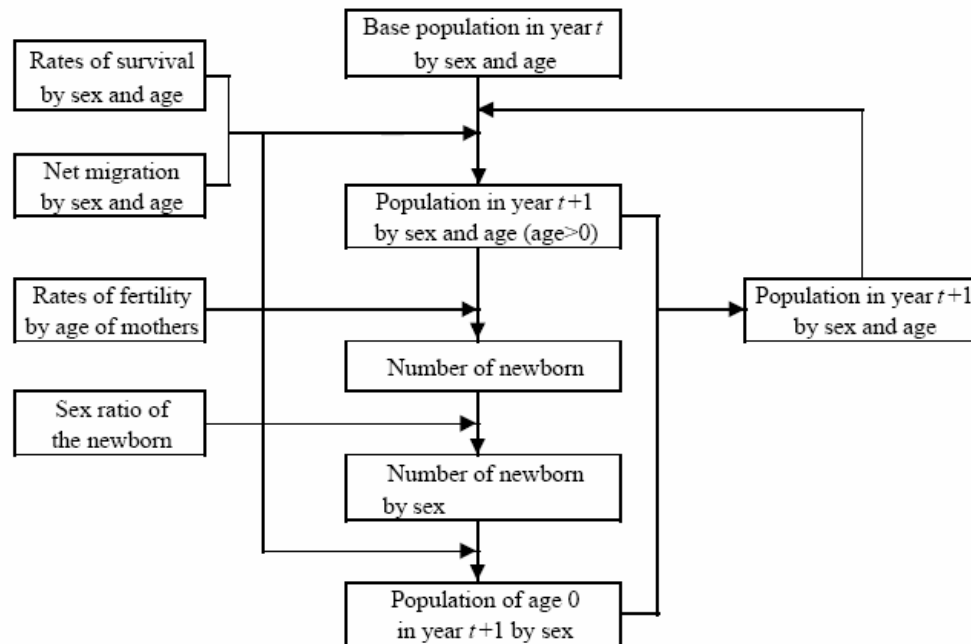 Base population in year t
by sex and age
Rates of survival
by sex and age
Net migration
by sex and age
Population in year t+1
by sex and age (age>0)
Rates of fertility
by age of mothers
Population in year t+1
by sex and age
Number of newborn
Sex ratio of
the newborn
Number of newborn
by sex
Population of age 0
in year t+1 by sex